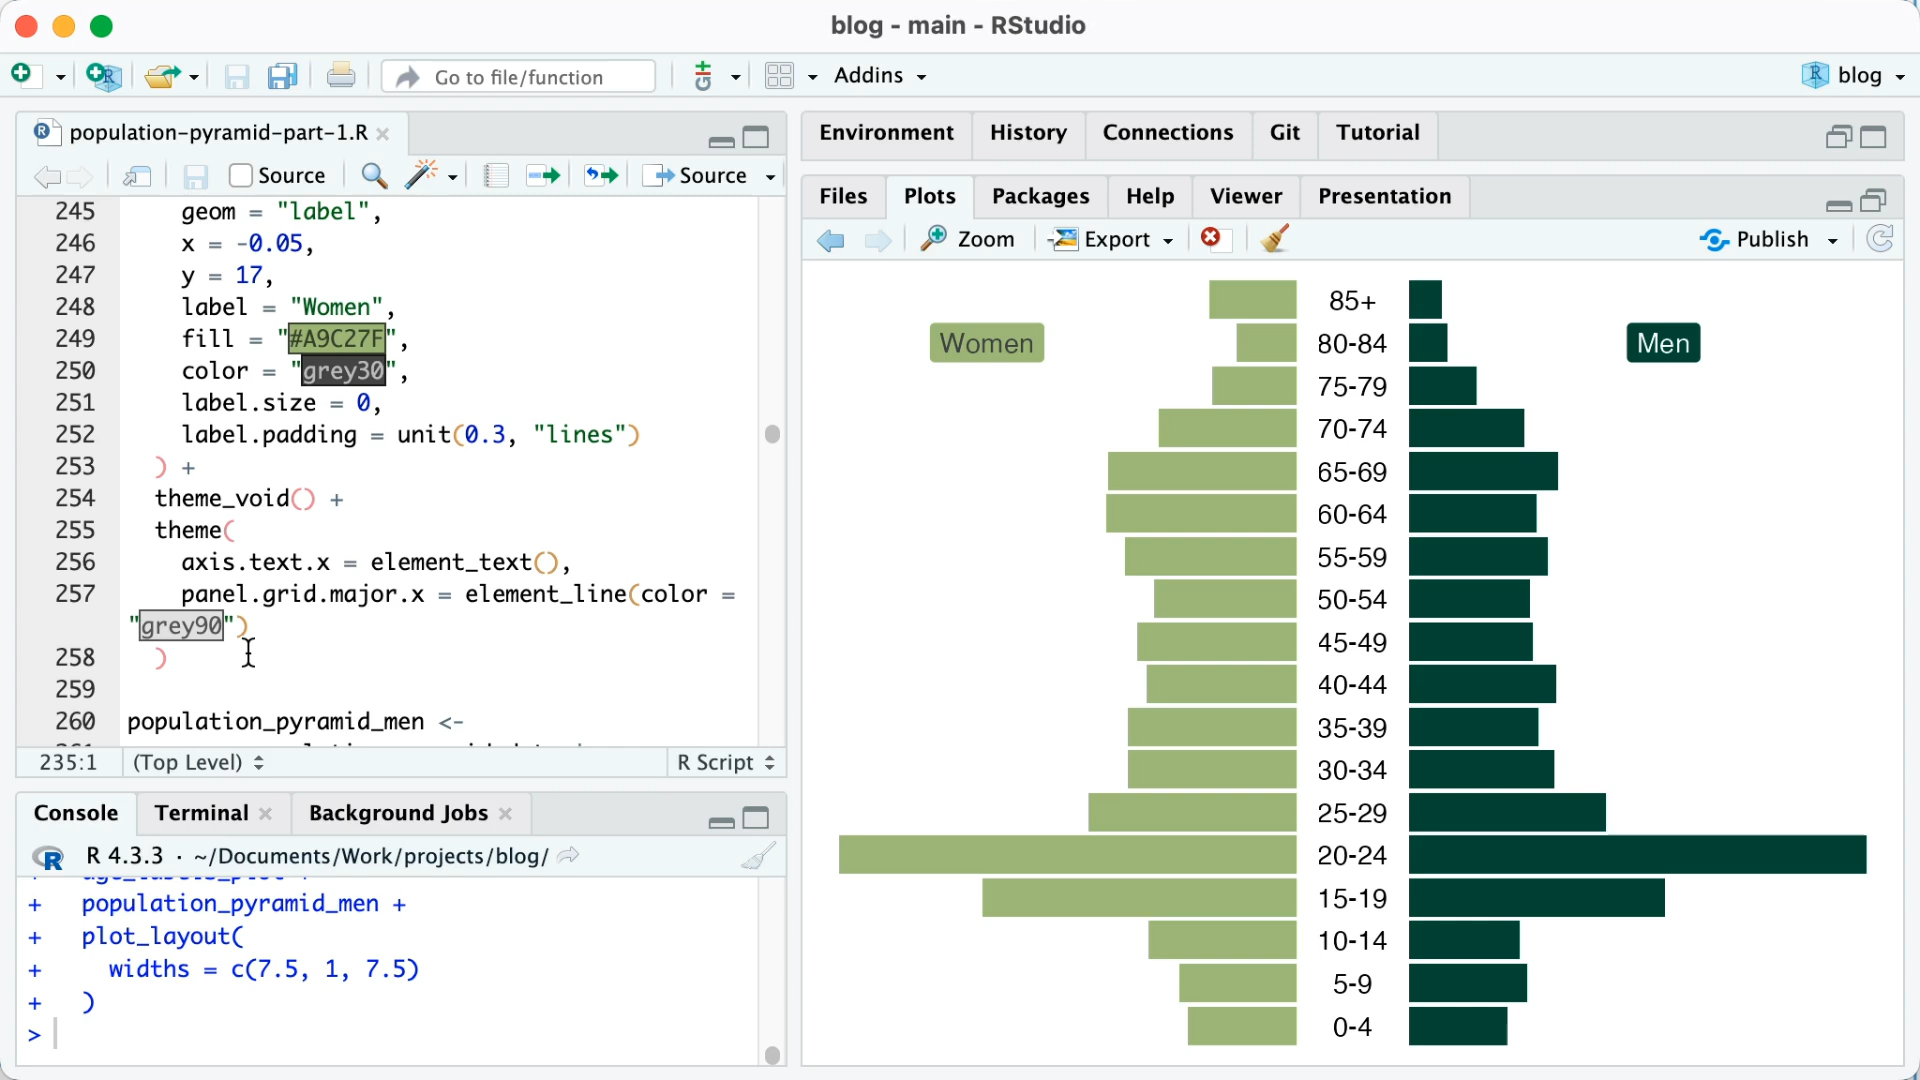 blog - main - RStudio
Go to file/function
Addins
blog
population-pyramid-part-1.R
Source
Source
245 geom = "label",
246 x = -0.05,
247 y = 17,
248 label = "Women",
249 fill = "#A9C27F",
250 color = "grey30",
251 label.size = 0,
252 label.padding = unit(0.3, "lines")
253 ) +
254 theme_void() +
255 theme(
256 axis.text.x = element_text(),
257 panel.grid.major.x = element_line(color =
"grey90")
258 )
259
260 population_pyramid_men <-
235:1 (Top Level) R Script
Console Terminal Background Jobs
R 4.3.3 · ~/Documents/Work/projects/blog/
+ population_pyramid_men +
+ plot_layout(
+ widths = c(7.5, 1, 7.5)
+ )
>
Environment History Connections Git Tutorial
Files Plots Packages Help Viewer Presentation
Zoom Export Publish
85+
Women 80-84 Men
75-79
70-74
65-69
60-64
55-59
50-54
45-49
40-44
35-39
30-34
25-29
20-24
15-19
10-14
5-9
0-4